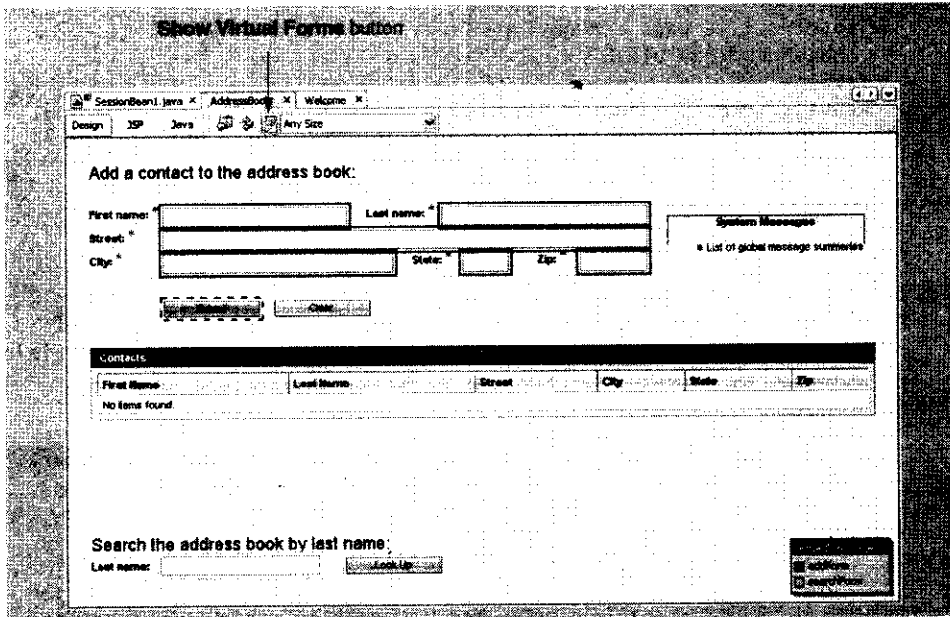 Show Virtual Forms button
SessionBean1.java × AddressBook × Welcome ×
Design JSP Java Any Size
Add a contact to the address book:
First name: * Last name: *
Street: *
City: * State: * Zip: *
System Messages
List of global message summaries
Clear
Contacts
First Name Last Name Street City State Zip
No items found.
Search the address book by last name:
Last name: Look Up
addForm
searchForm